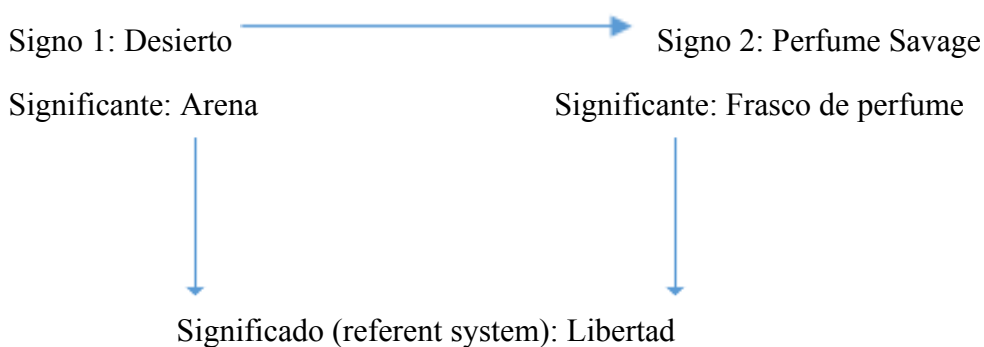 Signo 1: Desierto
Signo 2: Perfume Savage
Significante: Arena
Significante: Frasco de perfume
Significado (referent system): Libertad